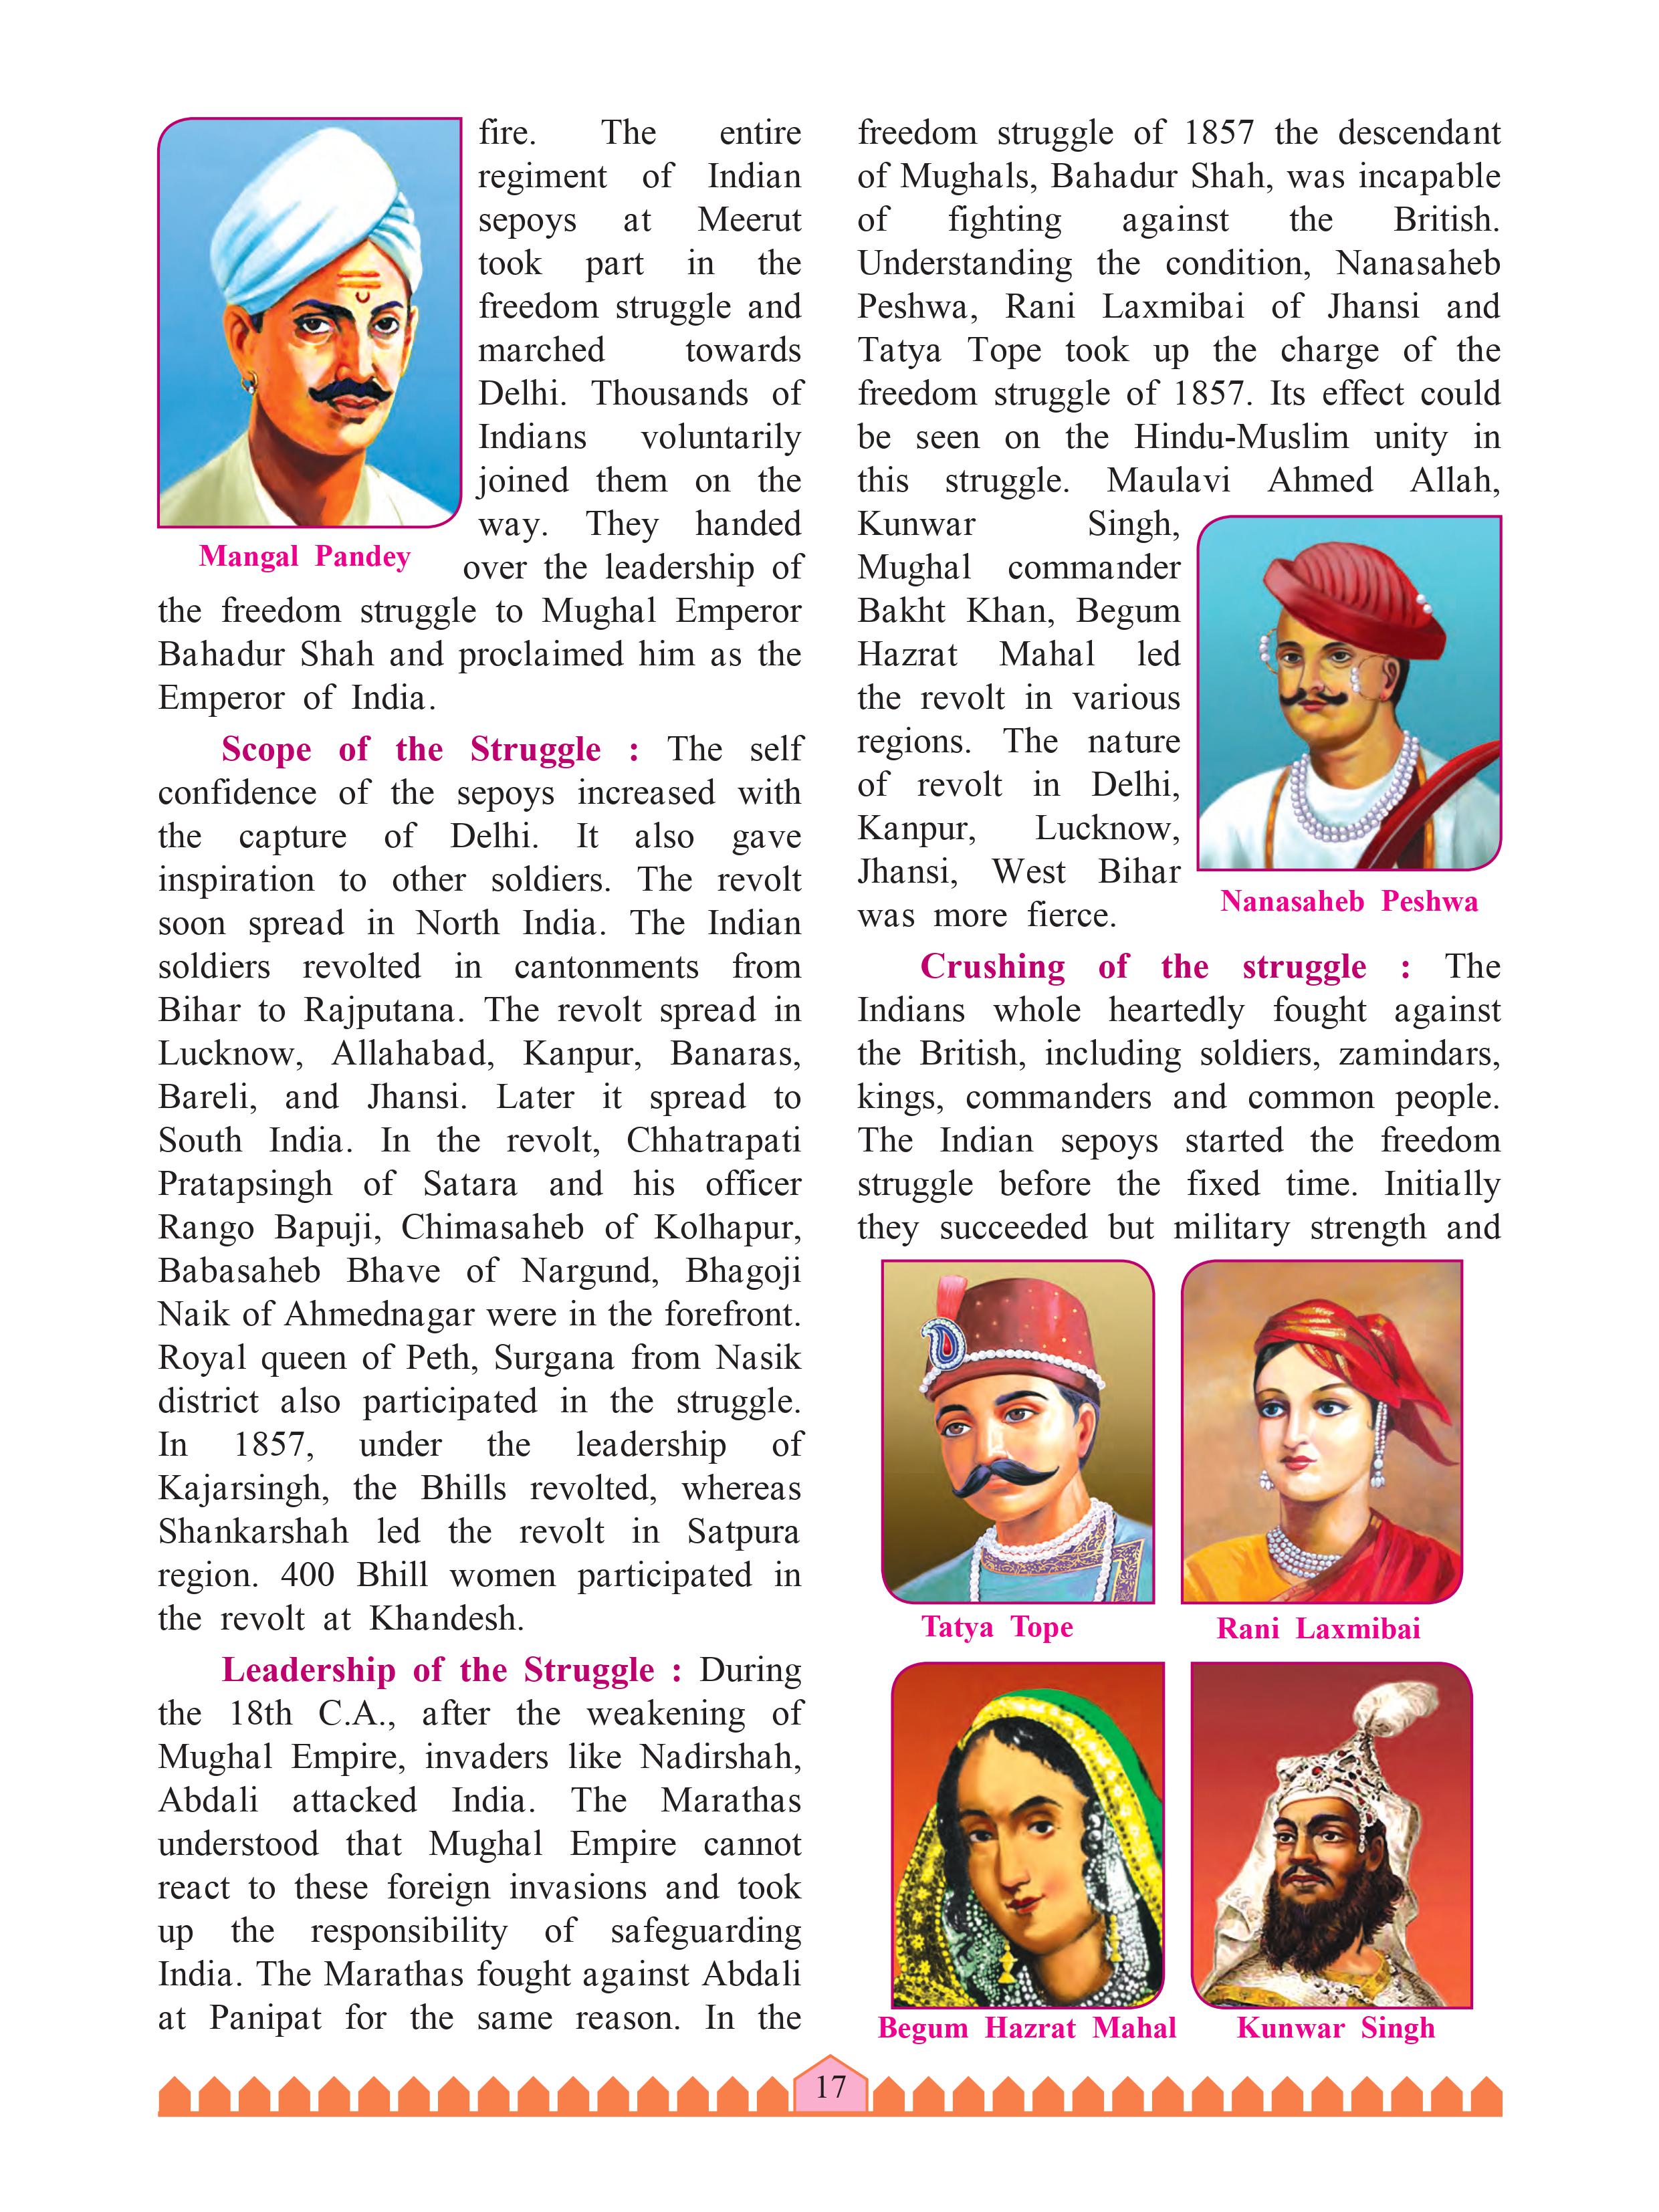 fire. The entire
regiment of Indian
sepoys at Meerut
took part in the
freedom struggle and
marched towards
Delhi. Thousands of
Indians voluntarily
joined them on the
way. They handed
Mangal Pandey
over the leadership of
the freedom struggle to Mughal Emperor
Bahadur Shah and proclaimed him as the
Emperor of India.
Scope of the Struggle : The self
confidence of the sepoys increased with
the capture of Delhi. It also gave
inspiration to other soldiers. The revolt
soon spread in North India. The Indian
soldiers revolted in cantonments from
Bihar to Rajputana. The revolt spread in
Lucknow, Allahabad, Kanpur, Banaras,
Bareli, and Jhansi. Later it spread to
South India. In the revolt, Chhatrapati
Pratapsingh of Satara and his officer
Rango Bapuji, Chimasaheb of Kolhapur,
Babasaheb Bhave of Nargund, Bhagoji
Naik of Ahmednagar were in the forefront.
Royal queen of Peth, Surgana from Nasik
district also participated in the struggle.
In 1857, under the leadership of
Kajarsingh, the Bhills revolted, whereas
Shankarshah led the revolt in Satpura
region. 400 Bhill women participated in
the revolt at Khandesh.
Leadership of the Struggle : During
the 18th C.A., after the weakening of
Mughal Empire, invaders like Nadirshah,
Abdali attacked India. The Marathas
understood that Mughal Empire cannot
react to these foreign invasions and took
up the responsibility of safeguarding
India. The Marathas fought against Abdali
at Panipat for the same reason. In the
freedom struggle of 1857 the descendant
of Mughals, Bahadur Shah, was incapable
of fighting against the British.
Understanding the condition, Nanasaheb
Peshwa, Rani Laxmibai of Jhansi and
Tatya Tope took up the charge of the
freedom struggle of 1857. Its effect could
be seen on the Hindu-Muslim unity in
this struggle. Maulavi Ahmed Allah,
Kunwar Singh,
Mughal commander
Bakht Khan, Begum
Hazrat Mahal led
the revolt in various
regions. The nature
of revolt in Delhi,
Kanpur, Lucknow,
Jhansi, West Bihar
was more fierce.
Nanasaheb Peshwa
Crushing of the struggle : The
Indians whole heartedly fought against
the British, including soldiers, zamindars,
kings, commanders and common people.
The Indian sepoys started the freedom
struggle before the fixed time. Initially
they succeeded but military strength and
Tatya Tope
Rani Laxmibai
Begum Hazrat Mahal
Kunwar Singh
17